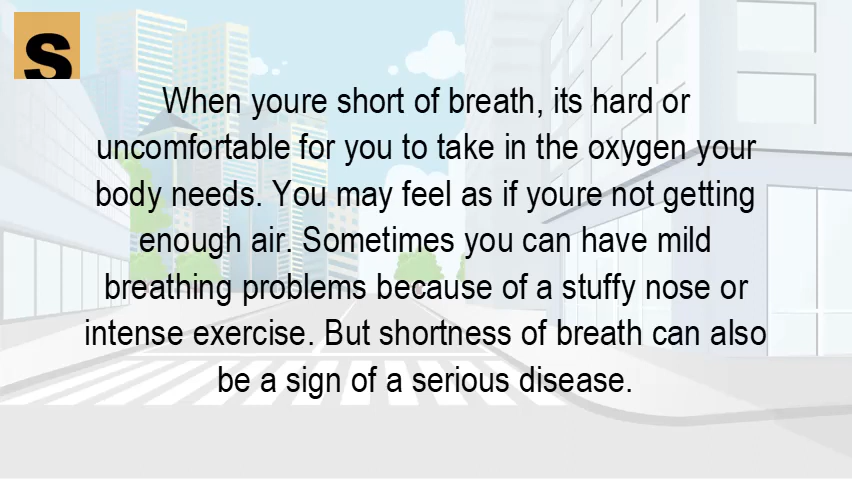 S
When youre short of breath, its hard or
uncomfortable for you to take in the oxygen your
body needs. You may feel as if youre not getting
enough air. Sometimes you can have mild
breathing problems because of a stuffy nose or
intense exercise. But shortness of breath can also
be a sign of a serious disease.